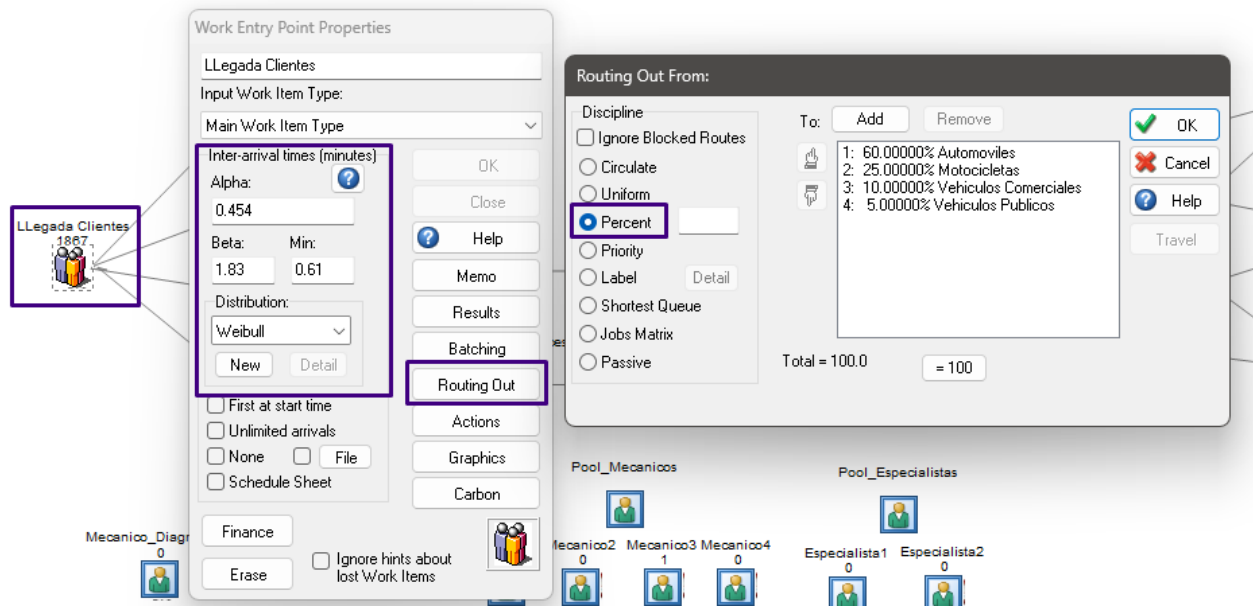 Work Entry Point Properties
LLegada Clientes
Input Work Item Type:
Main Work Item Type
Inter-arrival times (minutes)
Alpha:
0.454
Beta: Min:
1.83 0.61
Distribution:
Weibull
New Detail
First at start time
Unlimited arrivals
None File
Schedule Sheet
Finance
Erase
Ignore hints about
lost Work Items
OK
Close
Help
Memo
Results
Batching
Routing Out
Actions
Graphics
Carbon
LLegada Clientes
1867
Routing Out From:
Discipline
Ignore Blocked Routes
Circulate
Uniform
Percent
Priority
Label Detail
Shortest Queue
Jobs Matrix
Passive
To: Add Remove
1: 60.00000% Automoviles
2: 25.00000% Motocicletas
3: 10.00000% Vehiculos Comerciales
4: 5.00000% Vehiculos Publicos
Total = 100.0 = 100
OK
Cancel
Help
Travel
Pool_Mecanicos
Pool_Especialistas
Mecanico_Diagr
0
Mecanico2 Mecanico3 Mecanico4
0 1 0
Especialista1 Especialista2
0 0